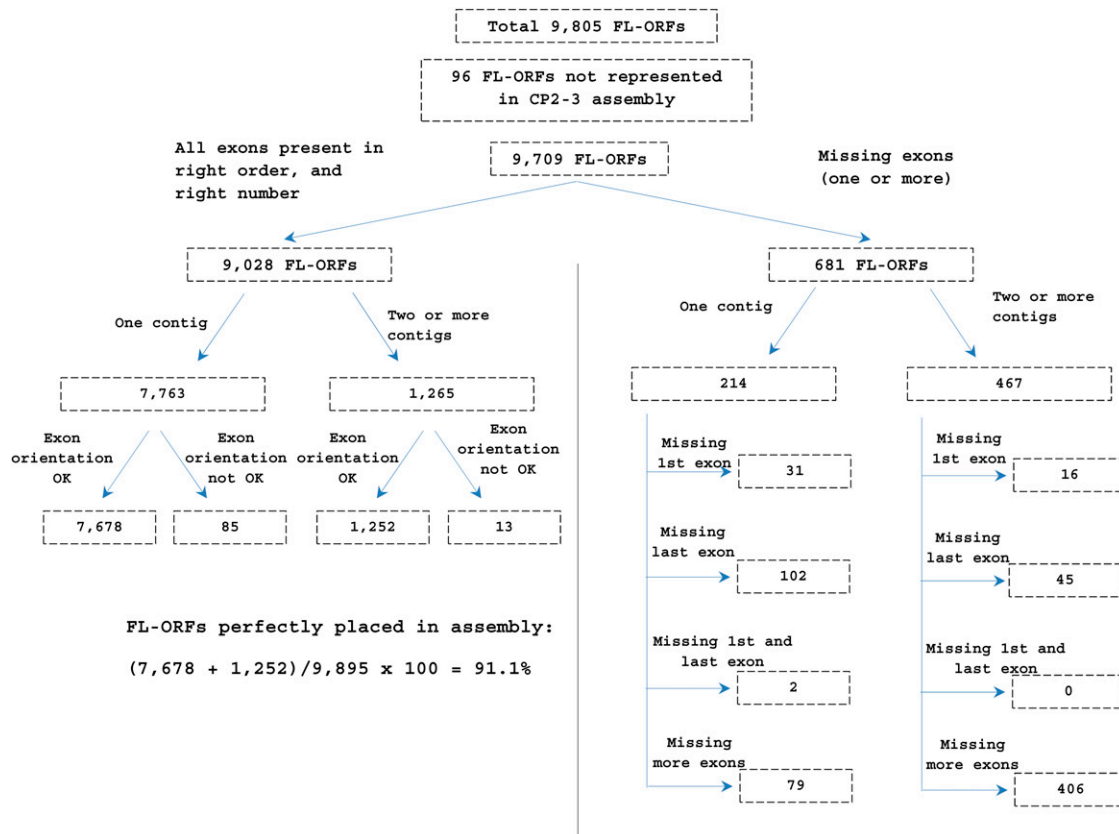 Total 9,805 FL-ORFs
96 FL-ORFs not represented
in CP2-3 assembly
9,709 FL-ORFs
All exons present in
right order, and
right number
Missing exons
(one or more)
9,028 FL-ORFs
681 FL-ORFs
One contig
Two or more
contigs
One contig
Two or more
contigs
7,763
1,265
214
467
Exon
orientation
OK
Exon
orientation
not OK
Exon
orientation
OK
Exon
orientation
not OK
7,678
85
1,252
13
Missing
1st exon
31
Missing
last exon
102
Missing 1st and
last exon
2
Missing
more exons
79
Missing
1st exon
16
Missing
last exon
45
Missing 1st and
last exon
0
Missing
more exons
406
FL-ORFs perfectly placed in assembly:
(7,678 + 1,252)/9,895 x 100 = 91.1%